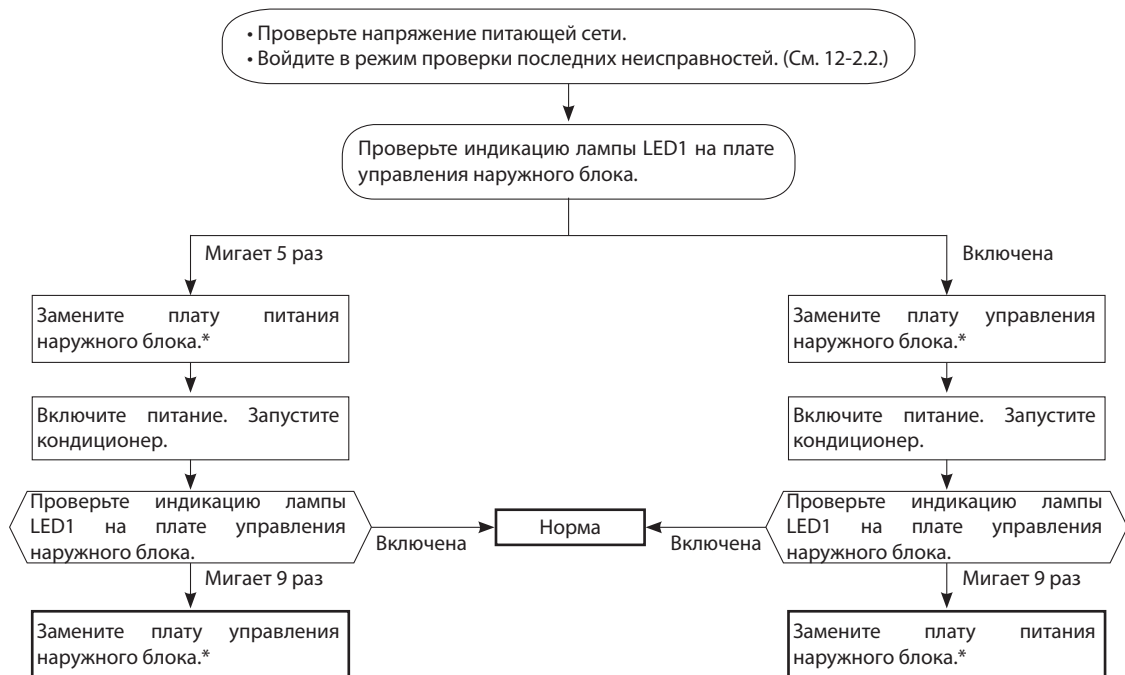 • Проверьте напряжение питающей сети.
• Войдите в режим проверки последних неисправностей. (См. 12-2.2.)
Проверьте индикацию лампы LED1 на плате
управления наружного блока.
Мигает 5 раз
Включена
Замените плату питания
наружного блока.*
Замените плату управления
наружного блока.*
Включите питание. Запустите
кондиционер.
Включите питание. Запустите
кондиционер.
Проверьте индикацию лампы
LED1 на плате управления
наружного блока.
Включена
Норма
Включена
Проверьте индикацию лампы
LED1 на плате управления
наружного блока.
Мигает 9 раз
Мигает 9 раз
Замените плату управления
наружного блока.*
Замените плату питания
наружного блока.*